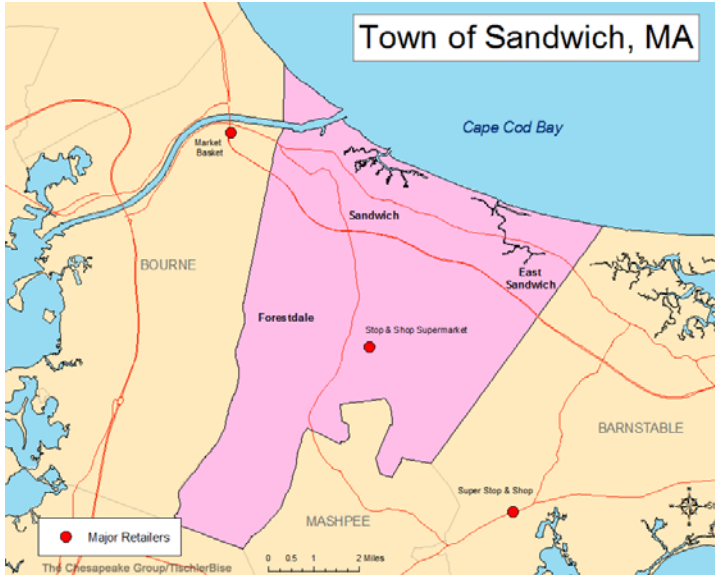 Town of Sandwich, MA
Cape Cod Bay
Market
Basket
Sandwich
BOURNE
East
Sandwich
Forestdale
Stop & Shop Supermarket
BARNSTABLE
Super Stop & Shop
MASHPEE
Major Retailers
0 0.5 1 2 Miles
The Chesapeake Group/TischlerBise